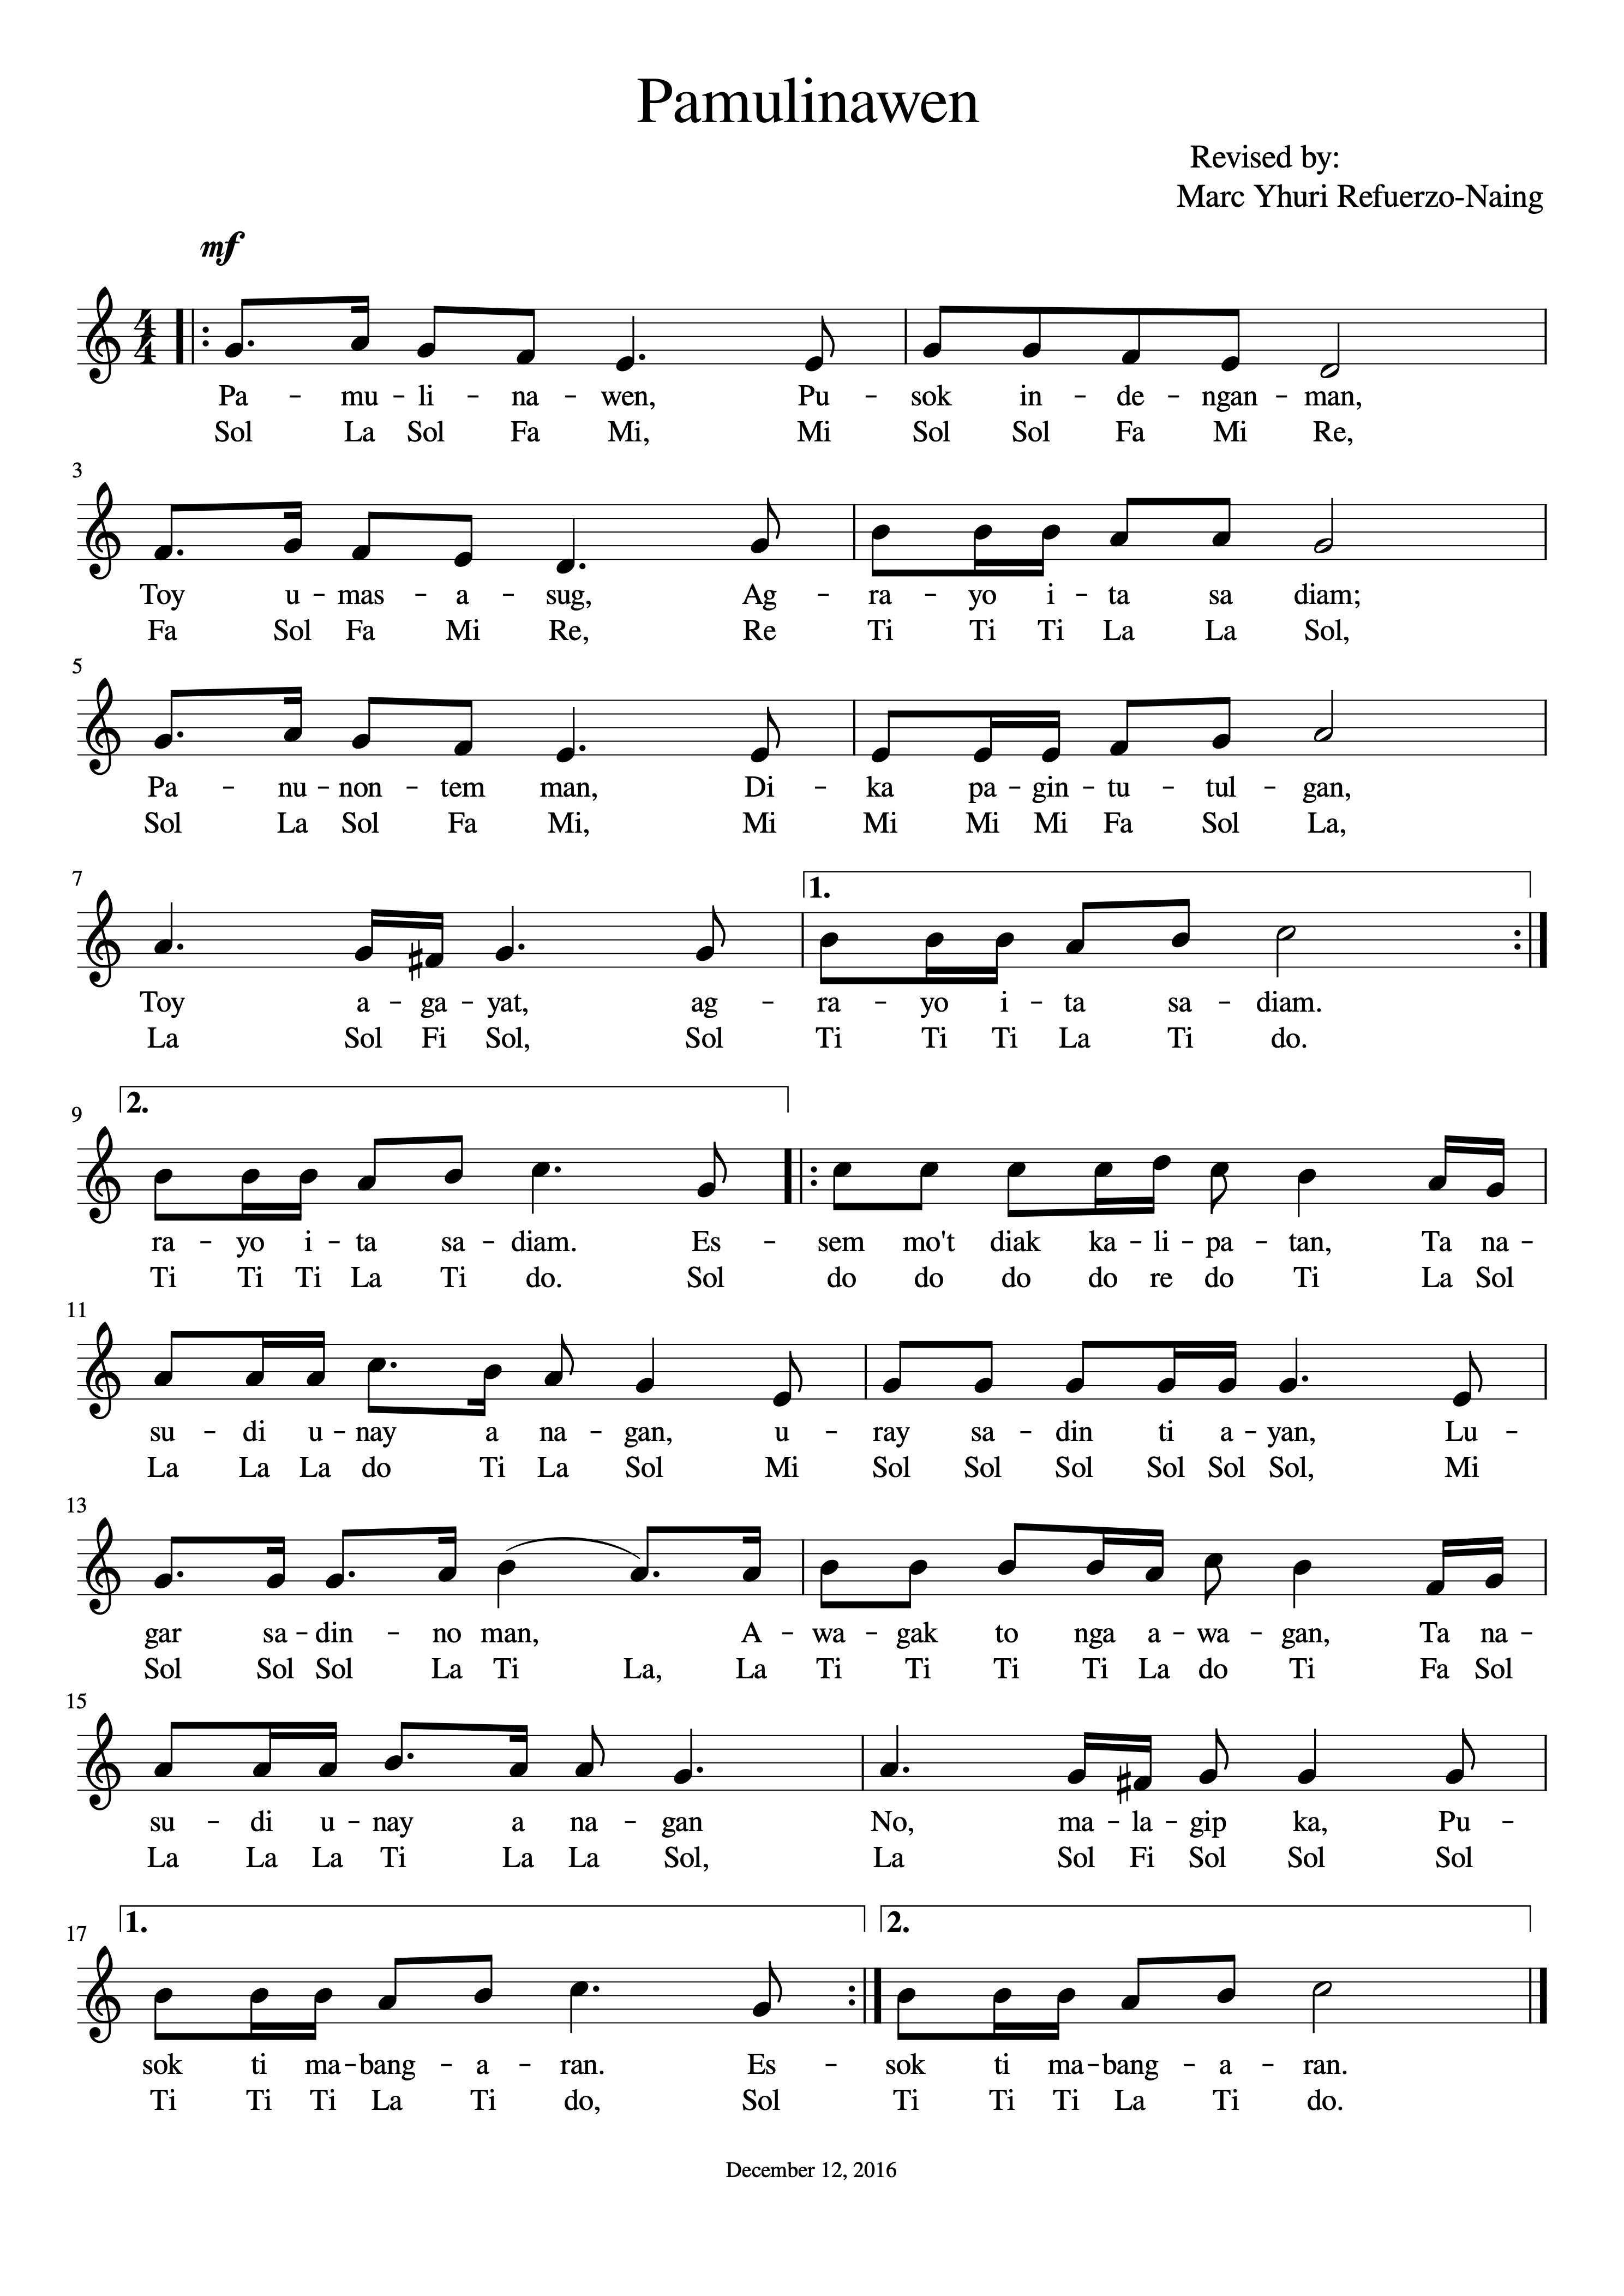 Pamulinawen
Revised by:
Marc Yhuri Refuerzo-Naing
mf
4
4
Pa - mu - li - na - wen, Pu - sok in - de - ngan - man,
Sol La Sol Fa Mi, Mi Sol Sol Fa Mi Re,
3
Toy u - mas - a - sug, Ag - ra - yo i - ta sa diam;
Fa Sol Fa Mi Re, Re Ti Ti Ti La La Sol,
5
Pa - nu - non - tem man, Di - ka pa - gin - tu - tul - gan,
Sol La Sol Fa Mi, Mi Mi Mi Mi Fa Sol La,
7
1.
Toy a - ga - yat, ag - ra - yo i - ta sa - diam.
La Sol Fi Sol, Sol Ti Ti Ti La Ti do.
9
2.
ra - yo i - ta sa - diam. Es - sem mo't diak ka - li - pa - tan, Ta na -
Ti Ti Ti La Ti do. Sol do do do do re do Ti La Sol
11
su - di u - nay a na - gan, u - ray sa - din ti a - yan, Lu -
La La La do Ti La Sol Mi Sol Sol Sol Sol Sol Sol, Mi
13
gar sa - din - no man, A - wa - gak to nga a - wa - gan, Ta na -
Sol Sol Sol La Ti La, La Ti Ti Ti Ti La do Ti Fa Sol
15
su - di u - nay a na - gan No, ma - la - gip ka, Pu -
La La La Ti La La Sol, La Sol Fi Sol Sol Sol
17
1. 2.
sok ti ma - bang - a - ran. Es - sok ti ma - bang - a - ran.
Ti Ti Ti La Ti do, Sol Ti Ti Ti La Ti do.
December 12, 2016